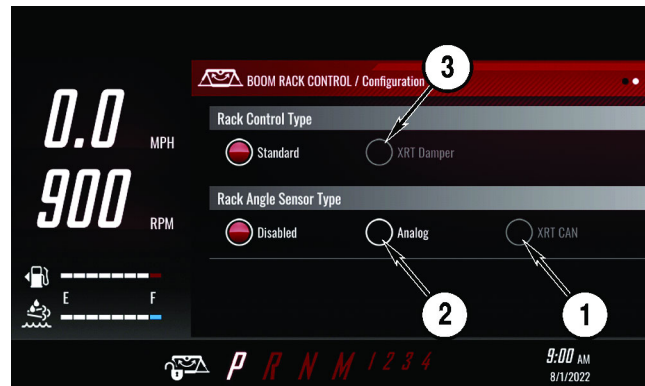 BOOM RACK CONTROL / Configuration
3
Rack Control Type
Standard
XRT Damper
0.0 MPH
900 RPM
Rack Angle Sensor Type
Disabled
Analog
XRT CAN
2
1
E F
P R N M 1 2 3 4
9:00 AM
8/1/2022